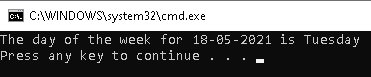 C:\WINDOWS\system32\cmd.exe
The day of the week for 18-05-2021 is Tuesday
Press any key to continue . . .